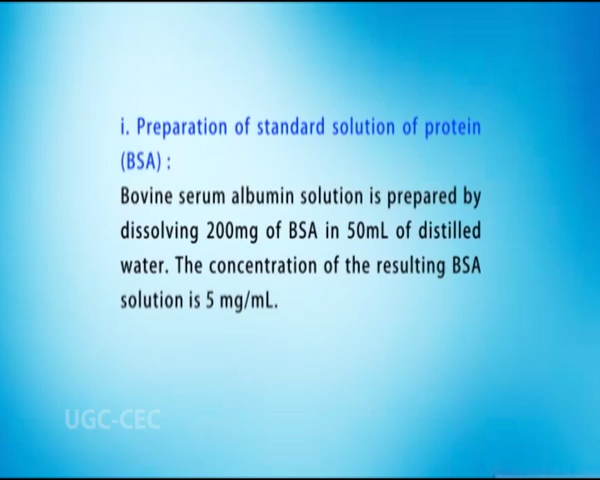 i. Preparation of standard solution of protein
(BSA) :
Bovine serum albumin solution is prepared by
dissolving 200mg of BSA in 50mL of distilled
water. The concentration of the resulting BSA
solution is 5 mg/mL.
UGC-CEC